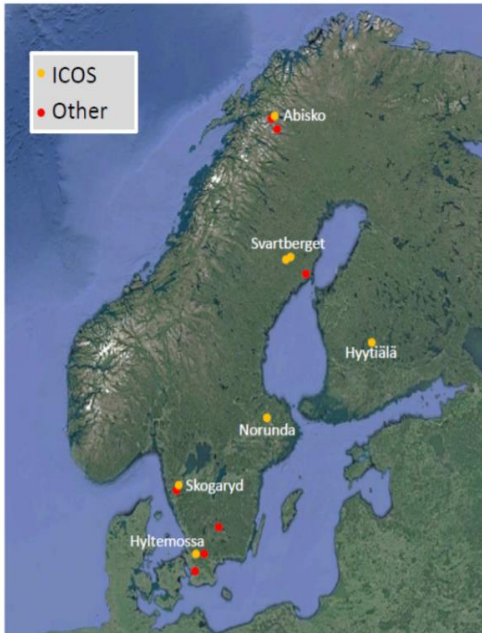 ICOS
Other
Abisko
Svartberget
Hyytiälä
Norunda
Skogaryd
Hyltemossa